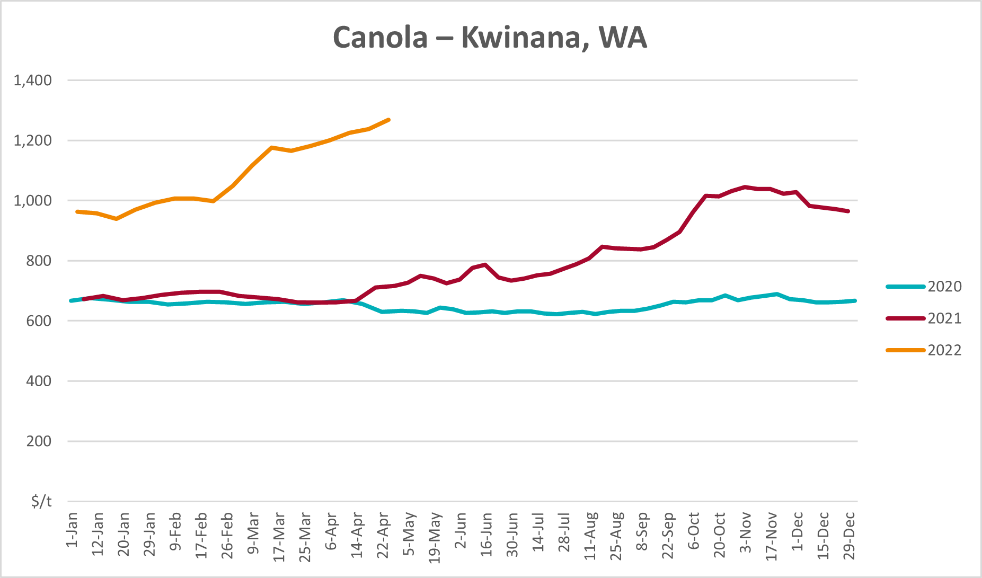 Canola – Kwinana, WA
1,400
1,200
1,000
800
600
400
200
$/t
1-Jan
12-Jan
20-Jan
29-Jan
9-Feb
17-Feb
26-Feb
9-Mar
17-Mar
25-Mar
6-Apr
14-Apr
22-Apr
5-May
19-May
2-Jun
16-Jun
30-Jun
14-Jul
28-Jul
11-Aug
25-Aug
8-Sep
22-Sep
6-Oct
20-Oct
3-Nov
17-Nov
1-Dec
15-Dec
29-Dec
2020
2021
2022